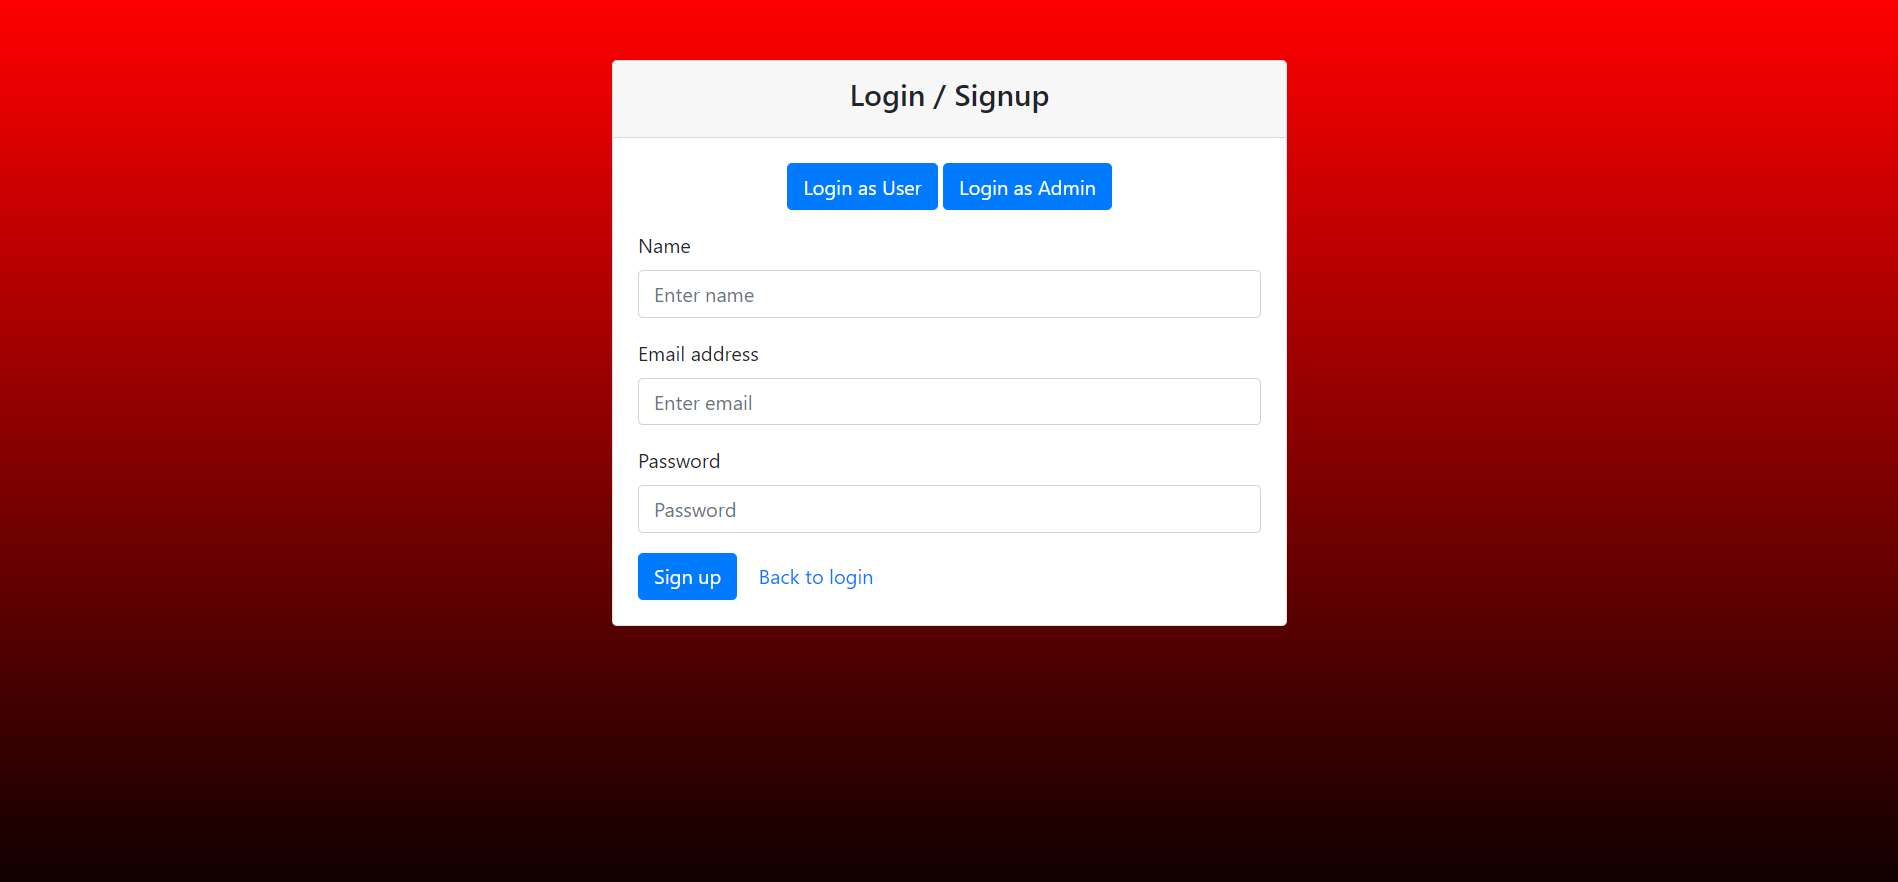 Login / Signup
Login as User Login as Admin
Name
Enter name
Email address
Enter email
Password
Password
Sign up Back to login